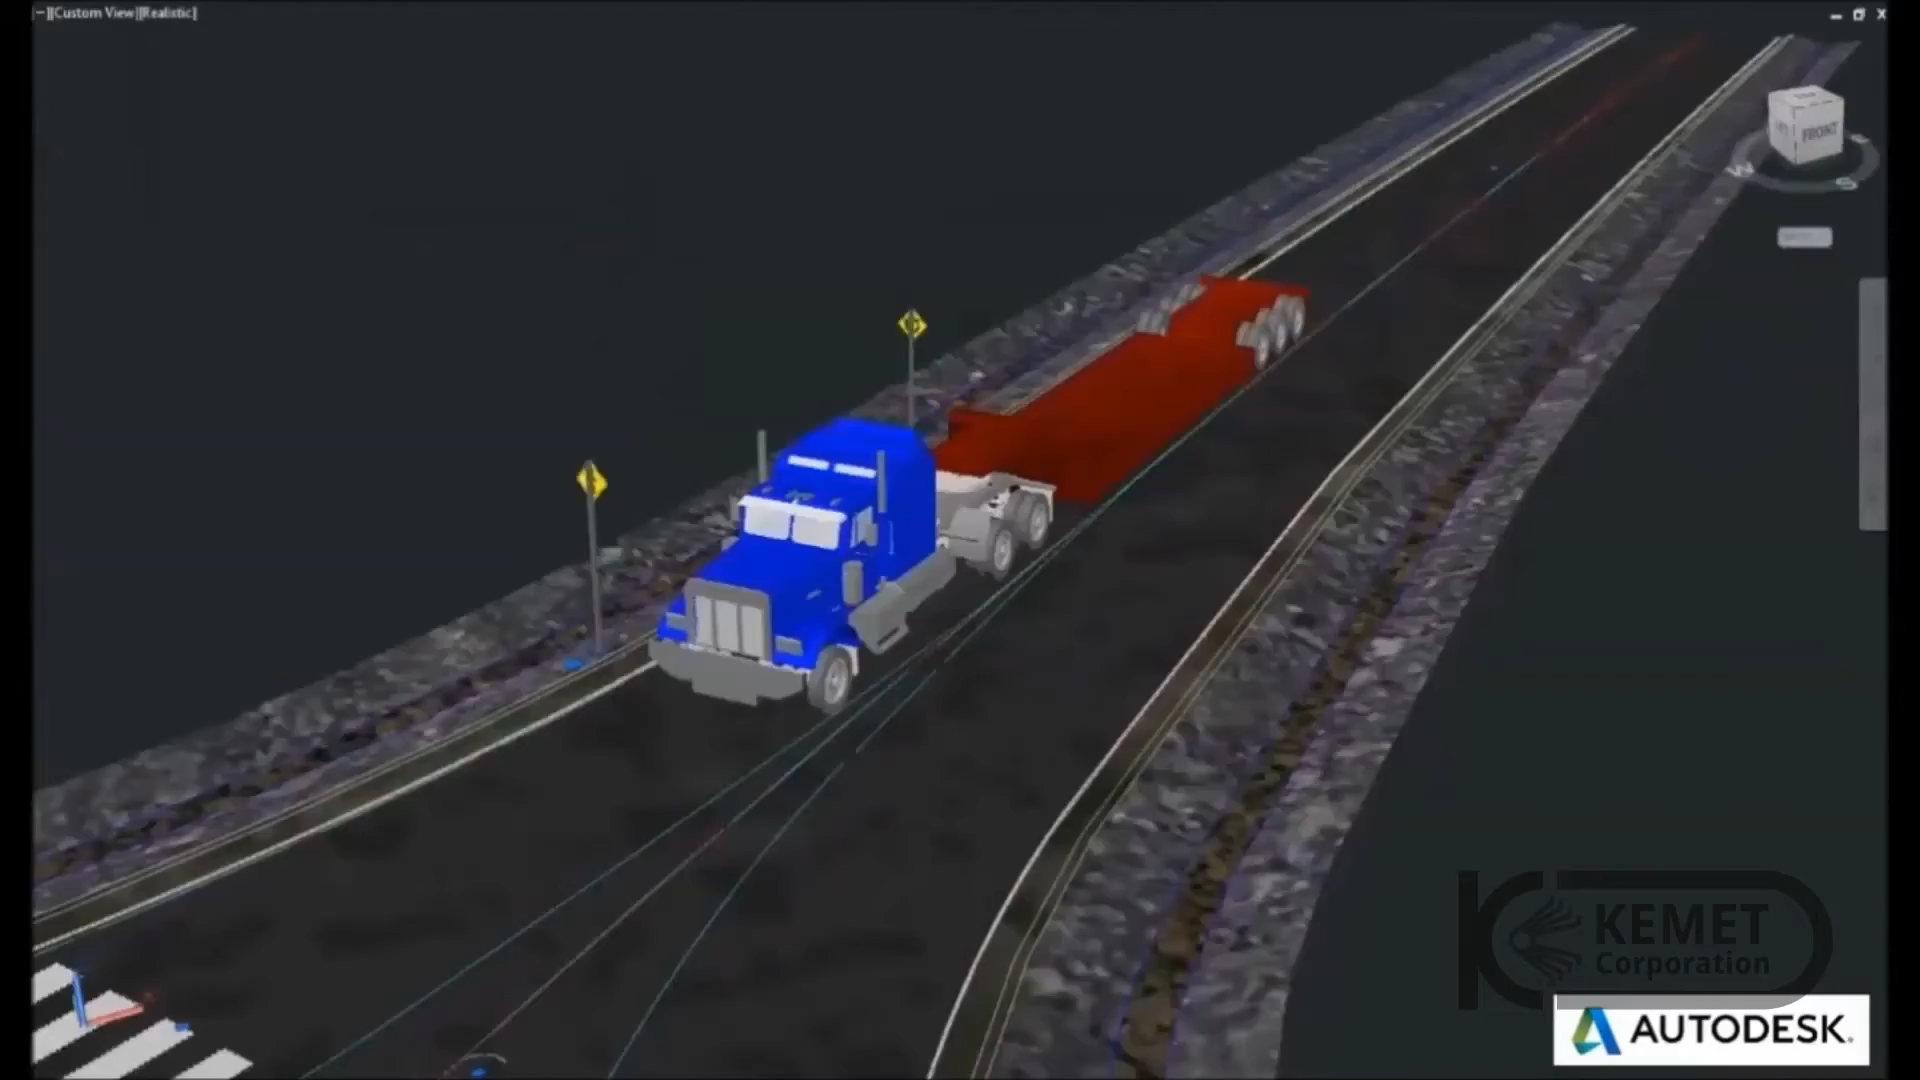 [-][Custom View][Realistic]
FRONT
W
S
KEMET
Corporation
AUTODESK.